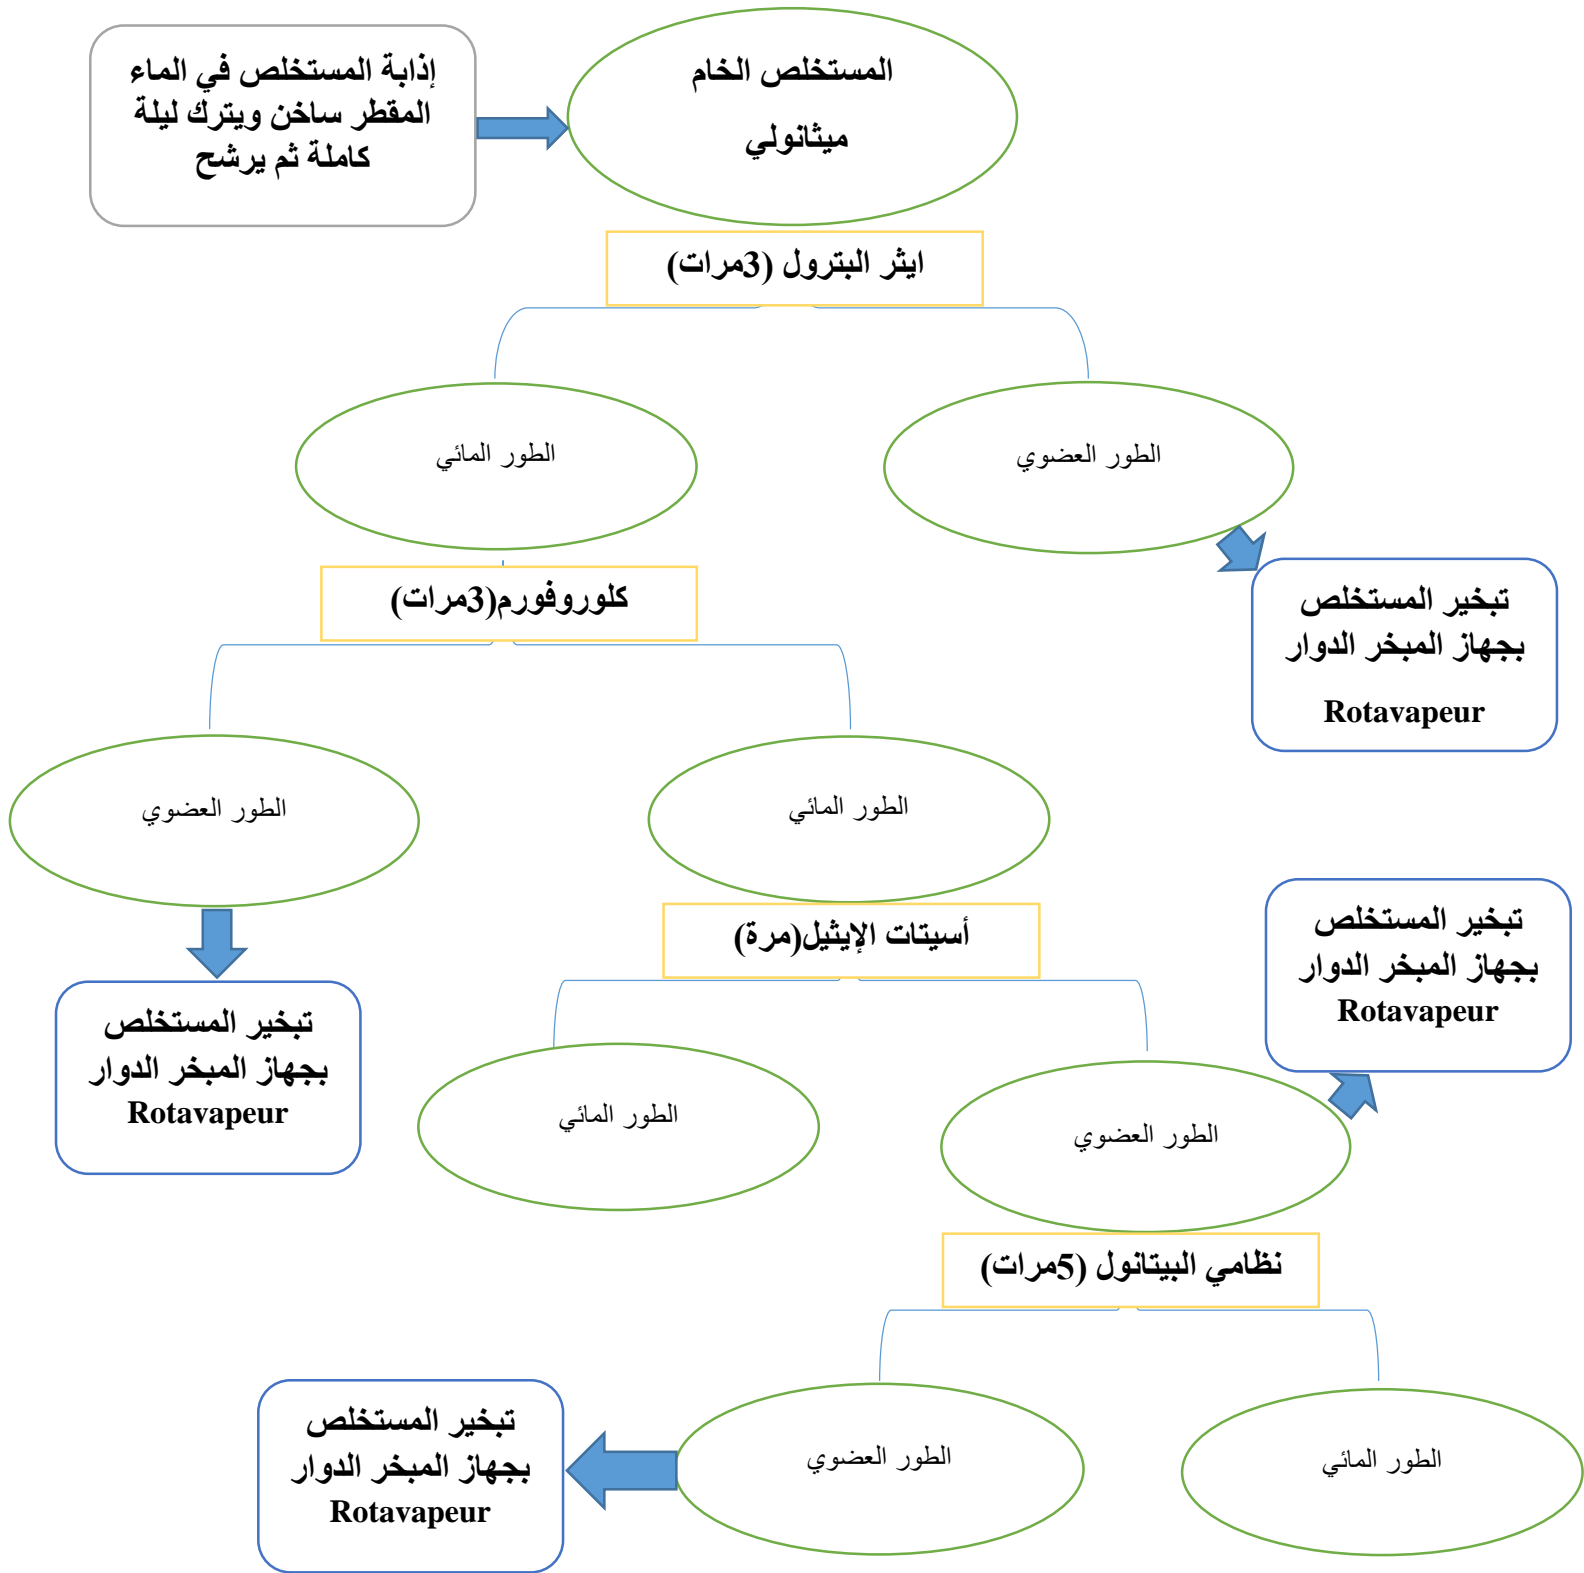 إذابة المستخلص في الماء
المقطر ساخن ويترك ليلة
كاملة ثم يرشح
المستخلص الخام
ميثانولي
ايثر البترول (3مرات)
الطور العضوي
الطور المائي
تبخير المستخلص
بجهاز المبخر الدوار
Rotavapeur
كلوروفورم(3مرات)
الطور المائي
الطور العضوي
تبخير المستخلص
بجهاز المبخر الدوار
Rotavapeur
أسيتات الإيثيل(مرة)
تبخير المستخلص
بجهاز المبخر الدوار
Rotavapeur
الطور العضوي
الطور المائي
نظامي البيتانول (5مرات)
الطور المائي
الطور العضوي
تبخير المستخلص
بجهاز المبخر الدوار
Rotavapeur